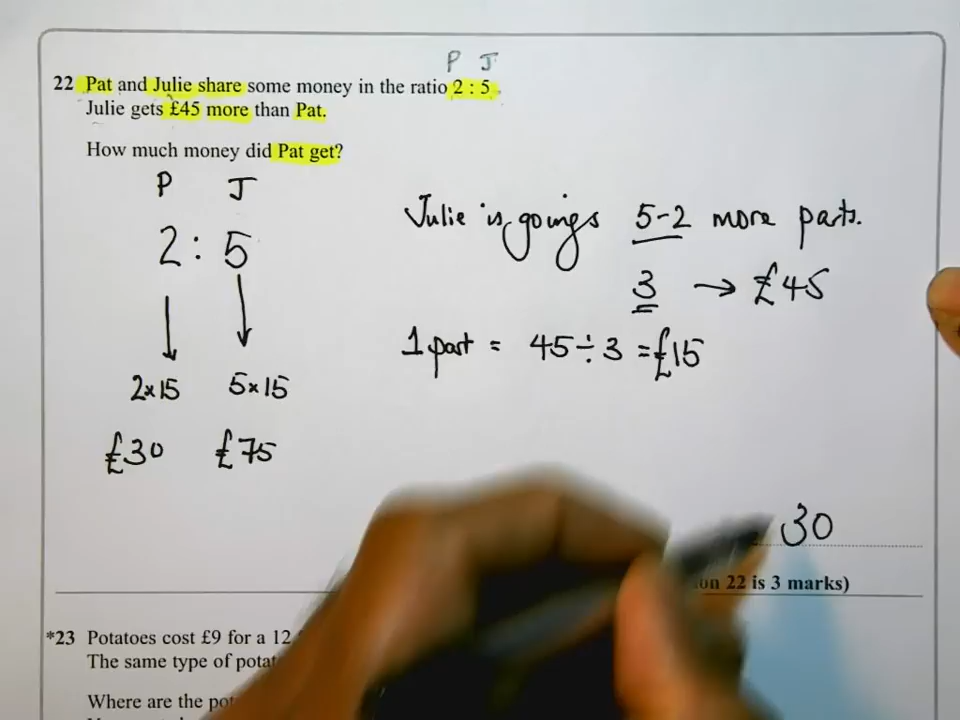 P J
22 Pat and Julie share some money in the ratio 2 : 5.
Julie gets £45 more than Pat.
How much money did Pat get?
P J
2 : 5
2×15 5×15
£30 £75
Julie is goings 5-2 more parts.
3 → £45
1 part = 45÷3 = £15
30
22 is 3 marks)
*23 Potatoes cost £9 for a 12
The same type of
Where are the